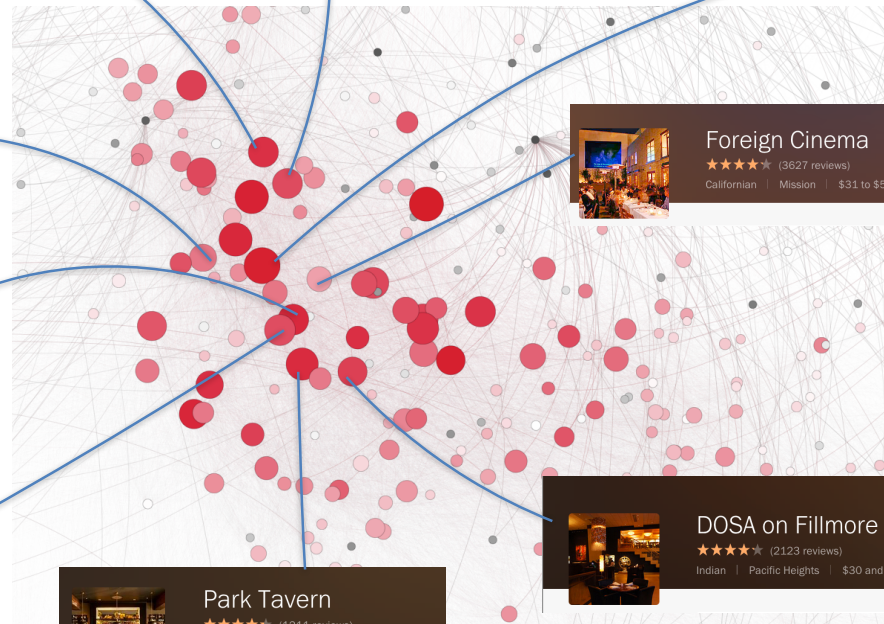 Foreign Cinema
(3627 reviews)
Californian | Mission | $31 to $5
DOSA on Fillmore
(2123 reviews)
Indian | Pacific Heights | $30 and
Park Tavern